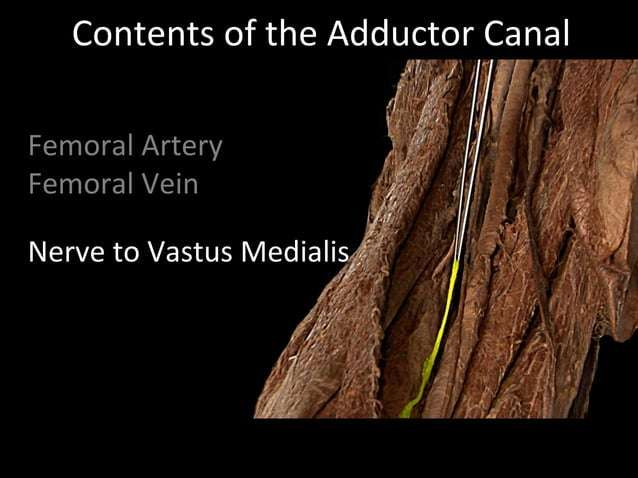 Contents of the Adductor Canal
Femoral Artery
Femoral Vein
Nerve to Vastus Medialis